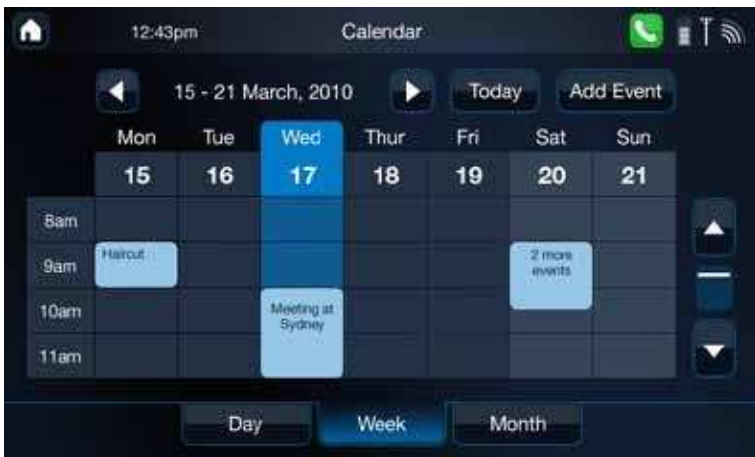 12:43pm Calendar
15 - 21 March, 2010 Today Add Event
Mon Tue Wed Thur Fri Sat Sun
15 16 17 18 19 20 21
8am
9am Haircut 2 more
events
10am Meeting at
Sydney
11am
Day Week Month